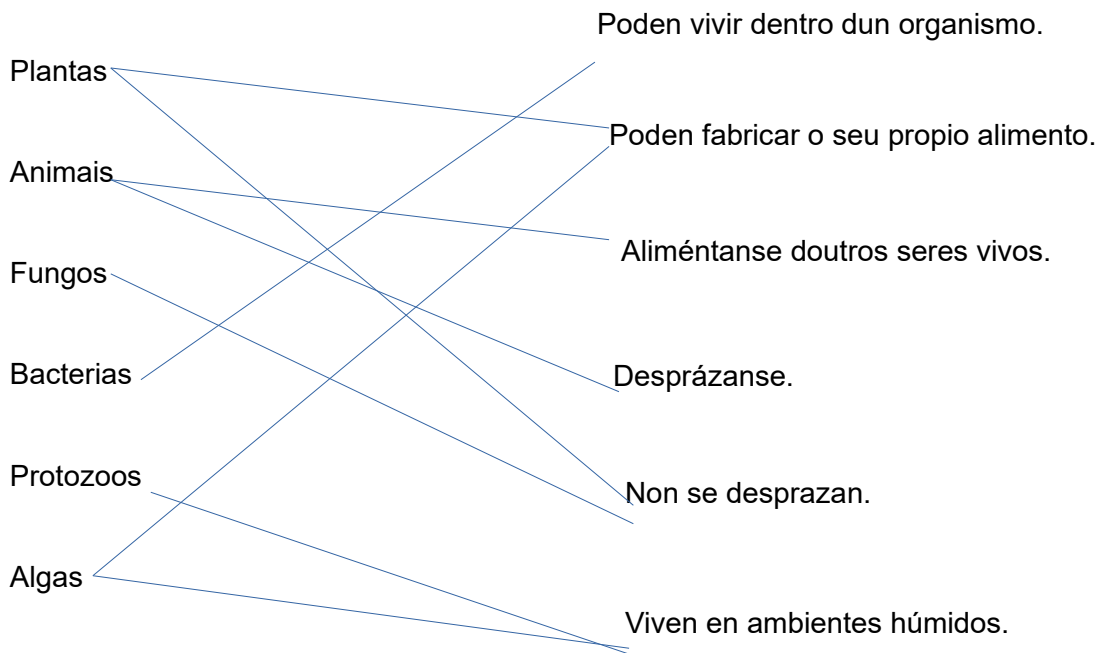 Plantas
Animais
Fungos
Bacterias
Protozoos
Algas
Poden vivir dentro dun organismo.
Poden fabricar o seu propio alimento.
Aliméntanse doutros seres vivos.
Desprázanse.
Non se desprazan.
Viven en ambientes húmidos.